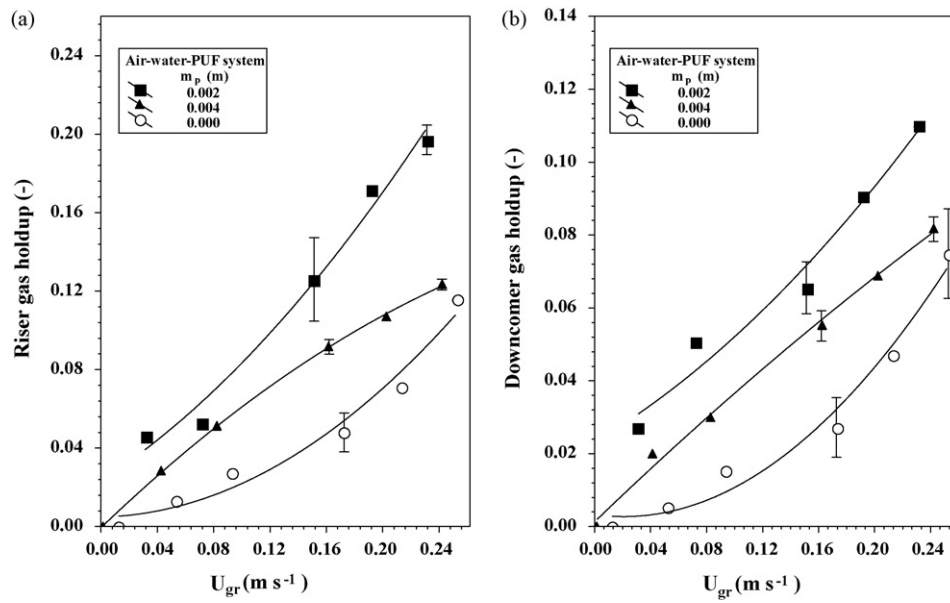 (a)
0.24
0.20
0.16
0.12
0.08
0.04
0.00
Riser gas holdup (-)
Air-water-PUF system
m p (m)
0.002
0.004
0.000
0.00 0.04 0.08 0.12 0.16 0.20 0.24
Ugr (m s-1)
(b)
0.14
0.12
0.10
0.08
0.06
0.04
0.02
0.00
Downcomer gas holdup (-)
Air-water-PUF system
m p (m)
0.002
0.004
0.000
0.00 0.04 0.08 0.12 0.16 0.20 0.24
Ugr (m s-1)